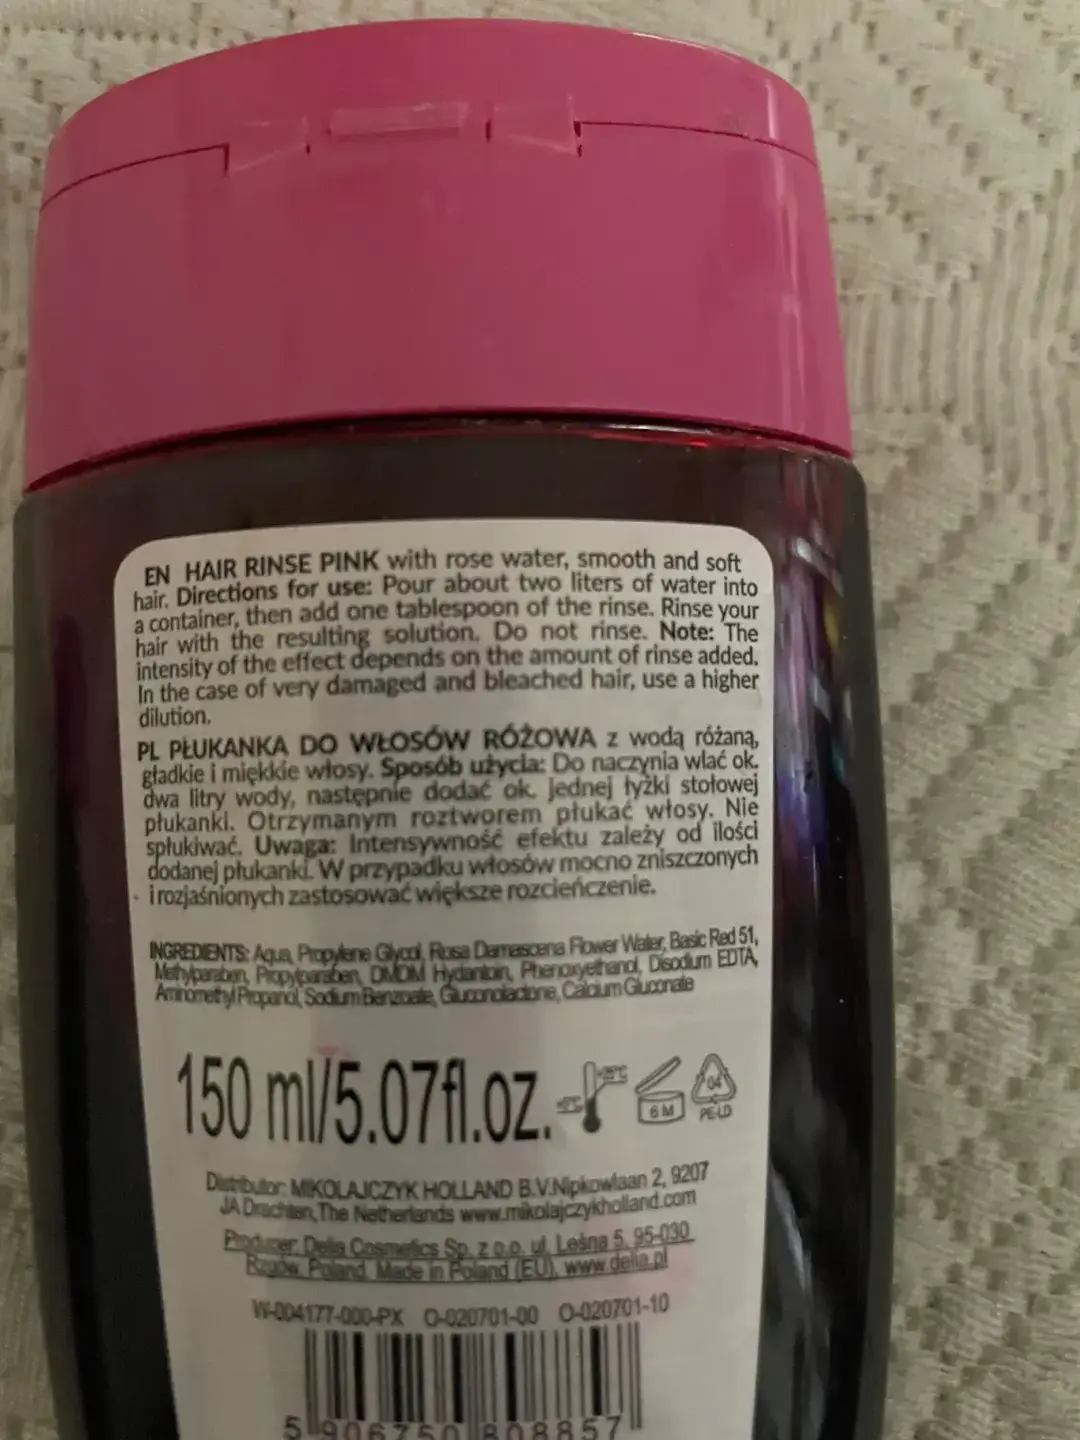 EN HAIR RINSE PINK with rose water, smooth and soft
hair. Directions for use: Pour about two liters of water into
a container, then add one tablespoon of the rinse. Rinse your
hair with the resulting solution. Do not rinse. Note: The
intensity of the effect depends on the amount of rinse added.
In the case of very damaged and bleached hair, use a higher
dilution.
PL PŁUKANKA DO WŁOSÓW RÓŻOWA z wodą różaną,
gładkie i miękkie włosy. Sposób użycia: Do naczynia wlać ok.
dwa litry wody, następnie dodać ok. jednej łyżki stołowej
płukanki. Otrzymanym roztworem płukać włosy. Nie
spłukiwać. Uwaga: Intensywność efektu zależy od ilości
dodanej płukanki. W przypadku włosów mocno zniszczonych
i rozjaśnionych zastosować większe rozcieńczenie.
INGREDIENTS: Aqua, Propylene Glycol, Rosa Damascena Flower Water, Basic Red 51,
Methylparaben, Propylparaben, DMDM Hydantoin, Phenoxyethanol, Disodium EDTA,
Aminomethyl Propanol, Sodium Benzoate, Gluconolactone, Calcium Gluconate
150 ml/5.07fl.oz.
+25°C
+5°C
6 M
04
PE-LD
Distributor: MIKOLAJCZYK HOLLAND B.V.Nipkowlaan 2, 9207
JA Drachten,The Netherlands www.mikolajczykholland.com
Producer: Delia Cosmetics Sp. z o.o. ul. Leśna 5, 95-030
Rzgów, Poland. Made in Poland (EU), www.delia.pl
W-004177-000-PX O-020701-00 O-020701-10
5 906750 808857